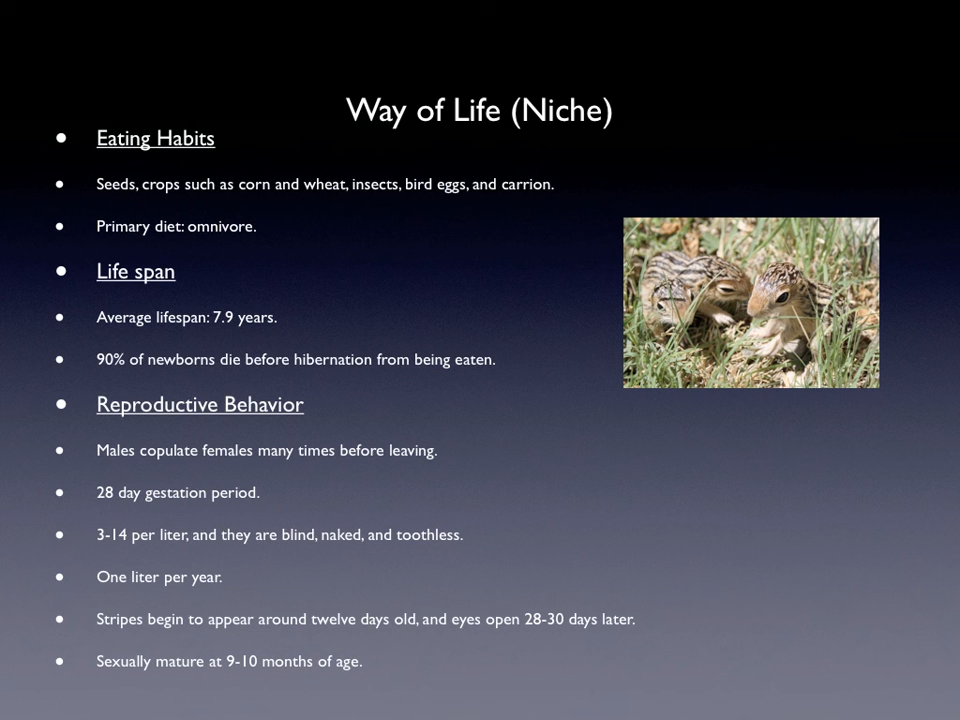 Way of Life (Niche)
• Eating Habits
• Seeds, crops such as corn and wheat, insects, bird eggs, and carrion.
• Primary diet: omnivore.
• Life span
• Average lifespan: 7.9 years.
• 90% of newborns die before hibernation from being eaten.
• Reproductive Behavior
• Males copulate females many times before leaving.
• 28 day gestation period.
• 3-14 per liter, and they are blind, naked, and toothless.
• One liter per year.
• Stripes begin to appear around twelve days old, and eyes open 28-30 days later.
• Sexually mature at 9-10 months of age.